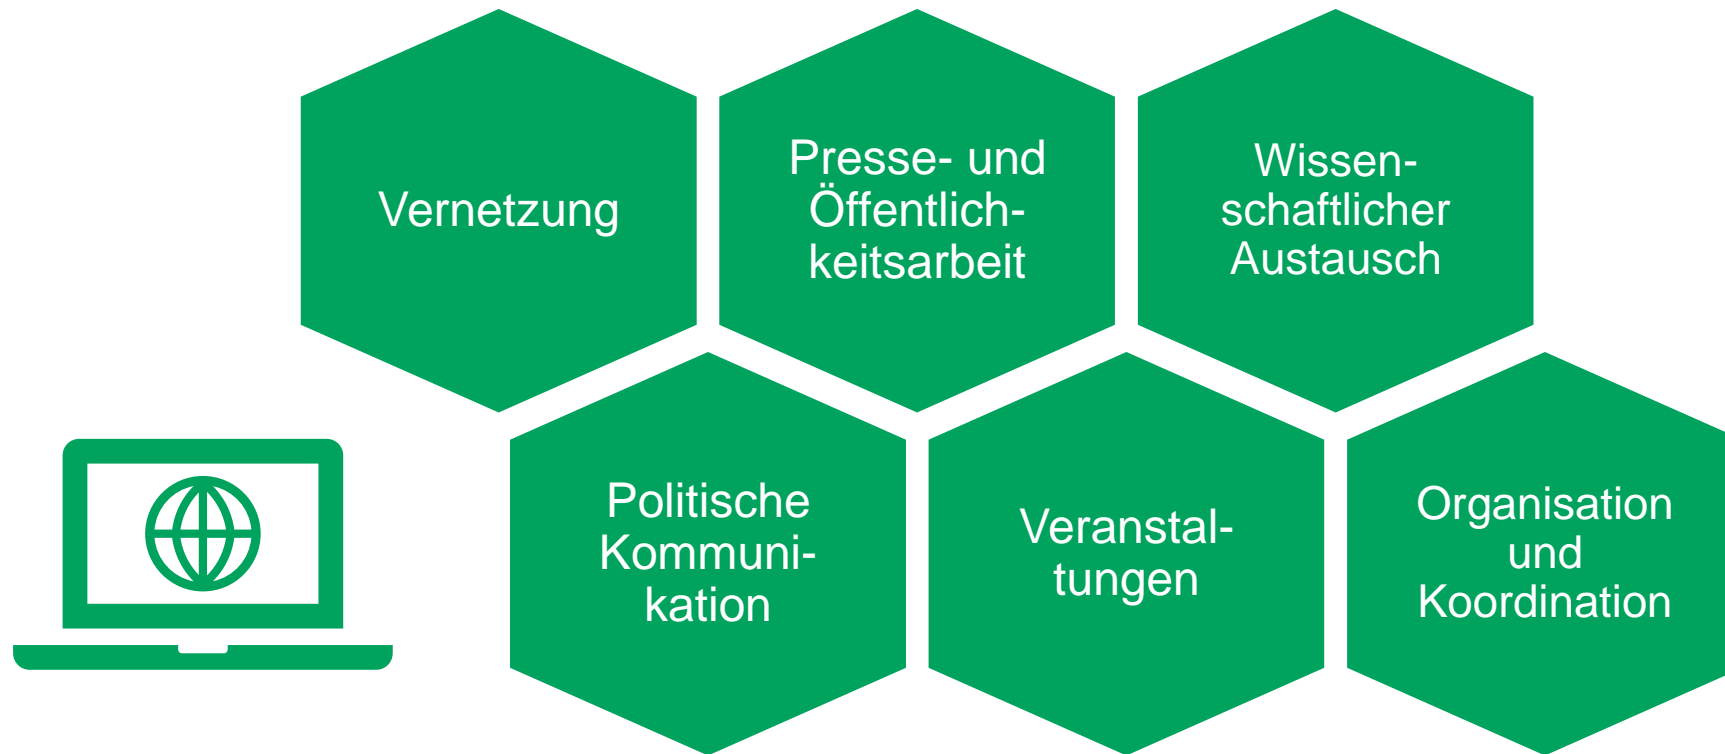 Vernetzung
Presse- und
Öffentlich-
keitsarbeit
Wissen-
schaftlicher
Austausch
Politische
Kommuni-
kation
Veranstal-
tungen
Organisation
und
Koordination